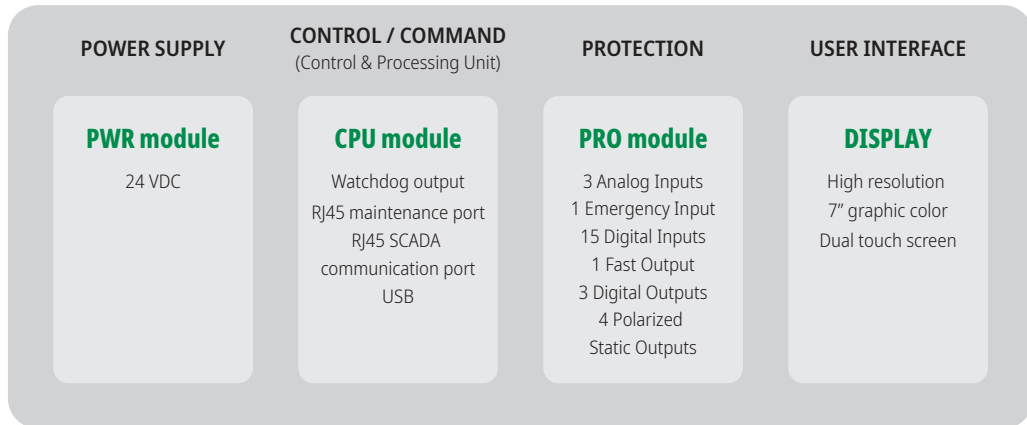 POWER SUPPLY
CONTROL / COMMAND
(Control & Processing Unit)
PROTECTION
USER INTERFACE
PWR module
24 VDC
CPU module
Watchdog output
RJ45 maintenance port
RJ45 SCADA
communication port
USB
PRO module
3 Analog Inputs
1 Emergency Input
15 Digital Inputs
1 Fast Output
3 Digital Outputs
4 Polarized
Static Outputs
DISPLAY
High resolution
7” graphic color
Dual touch screen